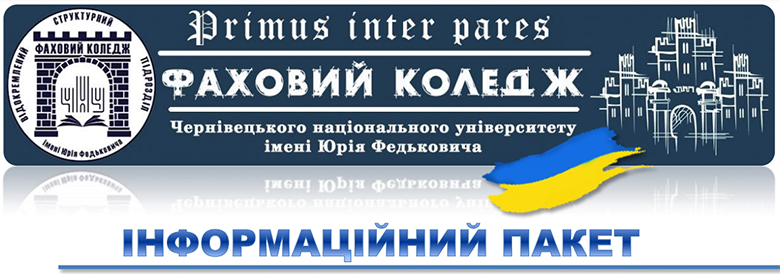 ВІДОКРЕМЛЕНИЙ СТРУКТУРНИЙ ПІДРОЗДІЛ
ФАХОВИЙ КОЛЕДЖ
ЧНУ
імені Юрія Федьковича
Primus inter pares
ФАХОВИЙ КОЛЕДЖ
Чернівецького національного університету
імені Юрія Федьковича
ІНФОРМАЦІЙНИЙ ПАКЕТ